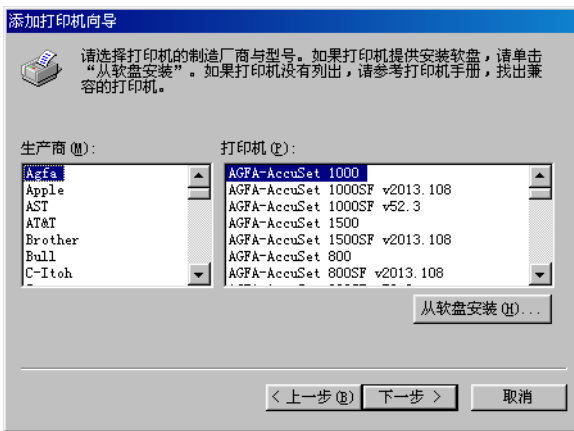 添加打印机向导
请选择打印机的制造厂商与型号。如果打印机提供安装软盘，请单击
“从软盘安装”。如果打印机没有列出，请参考打印机手册，找出兼
容的打印机。
生产商(M):
Agfa
Apple
AST
AT&T
Brother
Bull
C-Itoh
打印机(P):
AGFA-AccuSet 1000
AGFA-AccuSet 1000SF v2013.108
AGFA-AccuSet 1000SF v52.3
AGFA-AccuSet 1500
AGFA-AccuSet 1500SF v2013.108
AGFA-AccuSet 800
AGFA-AccuSet 800SF v2013.108
从软盘安装(H)...
< 上一步(B) 下一步 > 取消